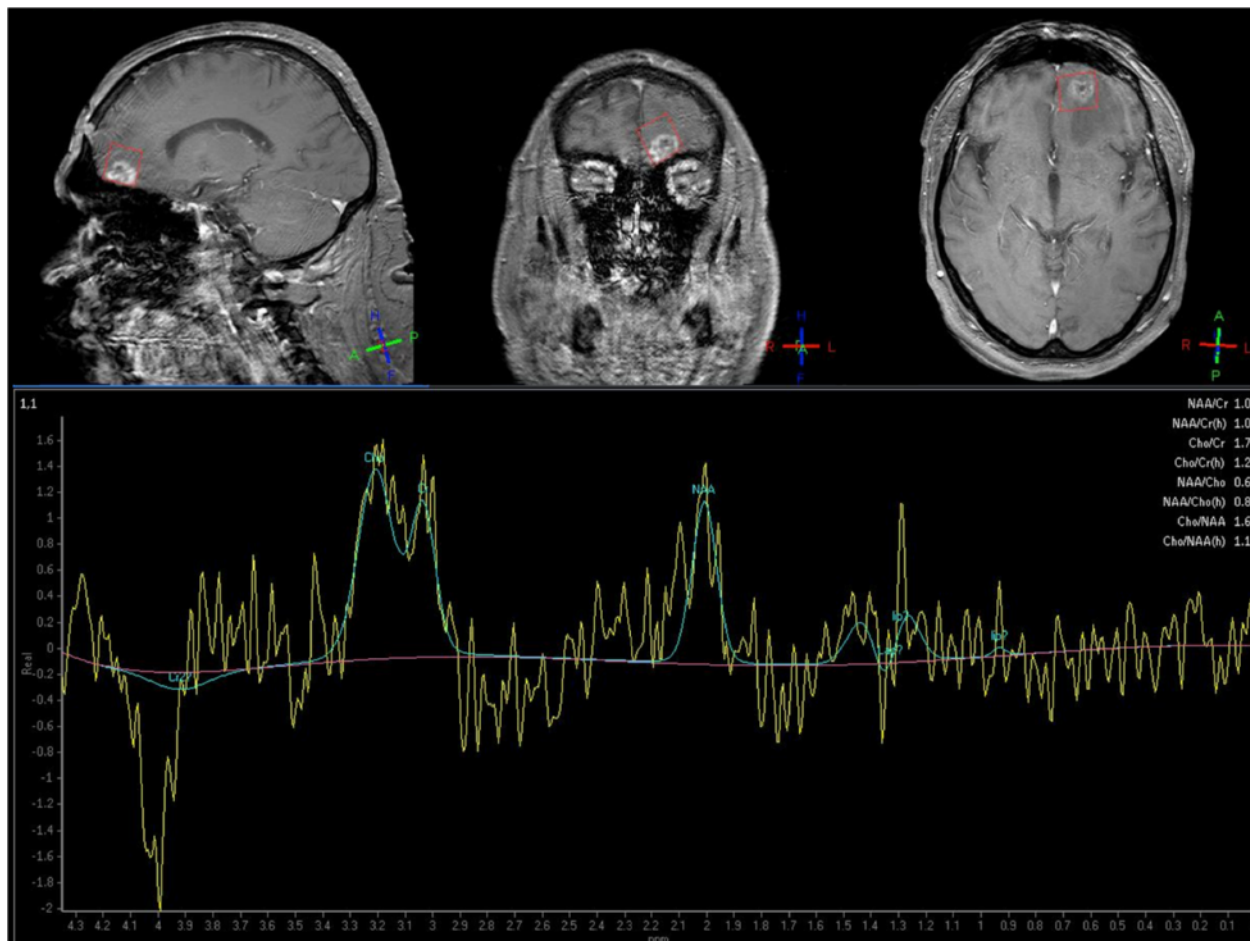 H
P
A
F
H
R
A
L
F
A
R
L
P
1,1
NAA/Cr 1.0
NAA/Cr(h) 1.0
Cho/Cr 1.7
Cho/Cr(h) 1.2
NAA/Cho 0.6
NAA/Cho(h) 0.8
Cho/NAA 1.6
Cho/NAA(h) 1.1
1.6
1.4
1.2
1
0.8
0.6
0.4
0.2
0
-0.2
-0.4
-0.6
-0.8
-1
-1.2
-1.4
-1.6
-1.8
-2
Real
Cho
Cr
NAA
Cr2?
lp?
lp?
4.3 4.2 4.1 4 3.9 3.8 3.7 3.6 3.5 3.4 3.3 3.2 3.1 3 2.9 2.8 2.7 2.6 2.5 2.4 2.3 2.2 2.1 2 1.9 1.8 1.7 1.6 1.5 1.4 1.3 1.2 1.1 1 0.9 0.8 0.7 0.6 0.5 0.4 0.3 0.2 0.1
ppm